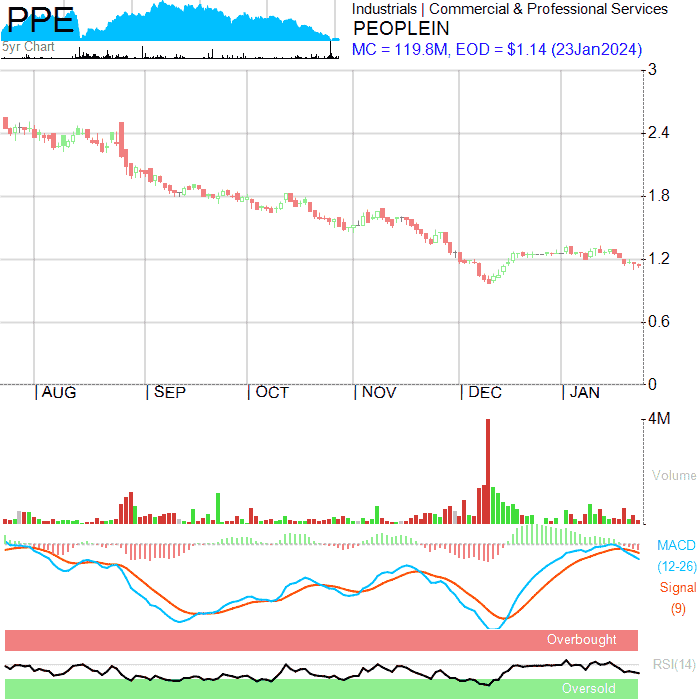 PPE
5yr Chart
Industrials | Commercial & Professional Services
PEOPLEIN
MC = 119.8M, EOD = $1.14 (23Jan2024)
3
2.4
1.8
1.2
0.6
0
|AUG |SEP |OCT |NOV |DEC |JAN
4M
Volume
MACD
(12-26)
Signal
(9)
Overbought
RSI(14)
Oversold